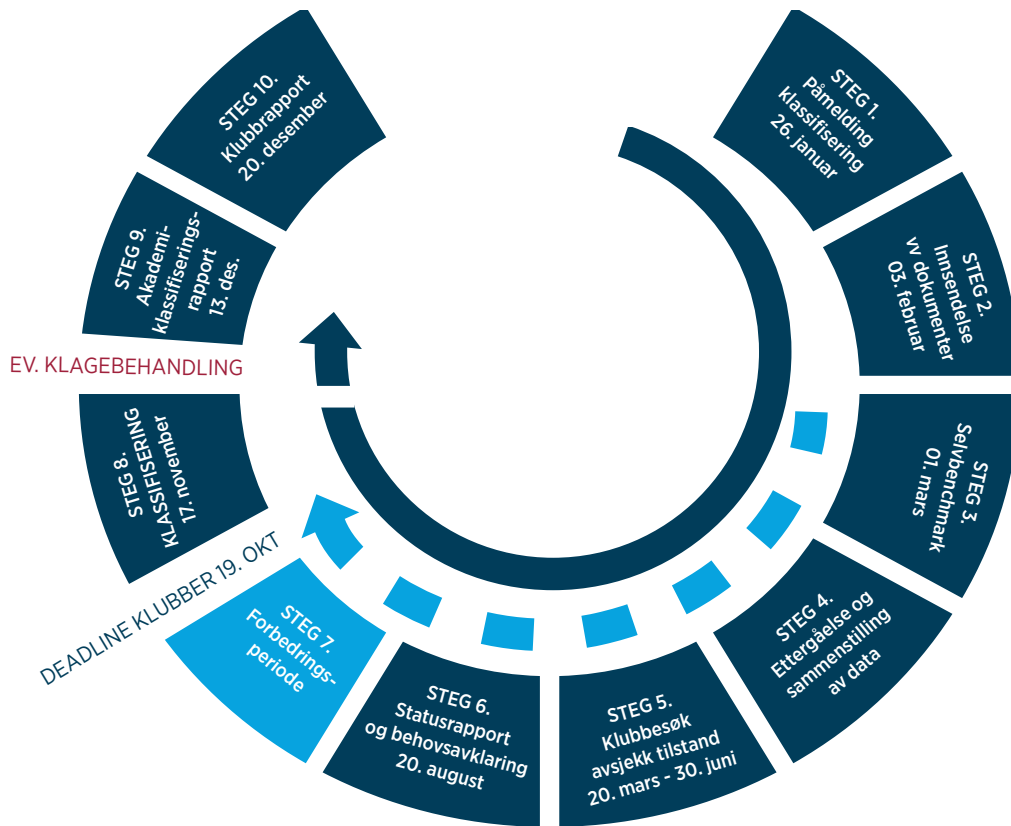 STEG 1.
Påmelding
klassifisering
26. januar
STEG 2.
Innsendelse
vv dokumenter
03. februar
STEG 3.
Selvbenchmark
01. mars
STEG 4.
Ettergåelse og
sammenstilling
av data
STEG 5.
Klubbesøk
avsjekk tilstand
20. mars - 30. juni
STEG 6.
Statusrapport
og behovsavklaring
20. august
STEG 7.
Forbedrings-
periode
DEADLINE KLUBBER 19. OKT
STEG 8.
KLASSIFISERING
17. november
EV. KLAGEBEHANDLING
STEG 9.
Akademi-
klassifiserings-
rapport
13. des.
STEG 10.
Klubbrapport
20. desember